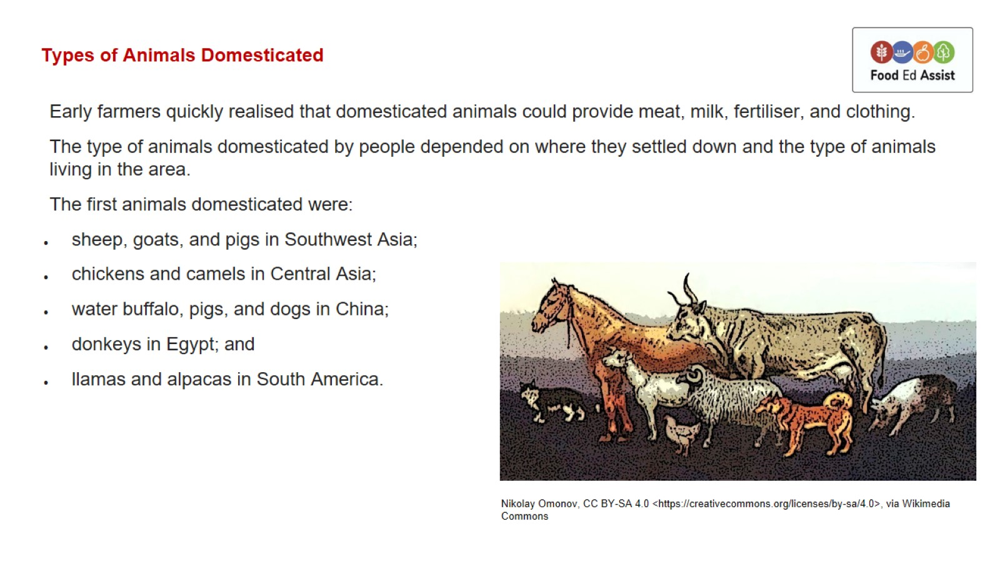 Types of Animals Domesticated
Food Ed Assist
Early farmers quickly realised that domesticated animals could provide meat, milk, fertiliser, and clothing.
The type of animals domesticated by people depended on where they settled down and the type of animals
living in the area.
The first animals domesticated were:
• sheep, goats, and pigs in Southwest Asia;
• chickens and camels in Central Asia;
• water buffalo, pigs, and dogs in China;
• donkeys in Egypt; and
• llamas and alpacas in South America.
Nikolay Omonov, CC BY-SA 4.0 <https://creativecommons.org/licenses/by-sa/4.0>, via Wikimedia
Commons